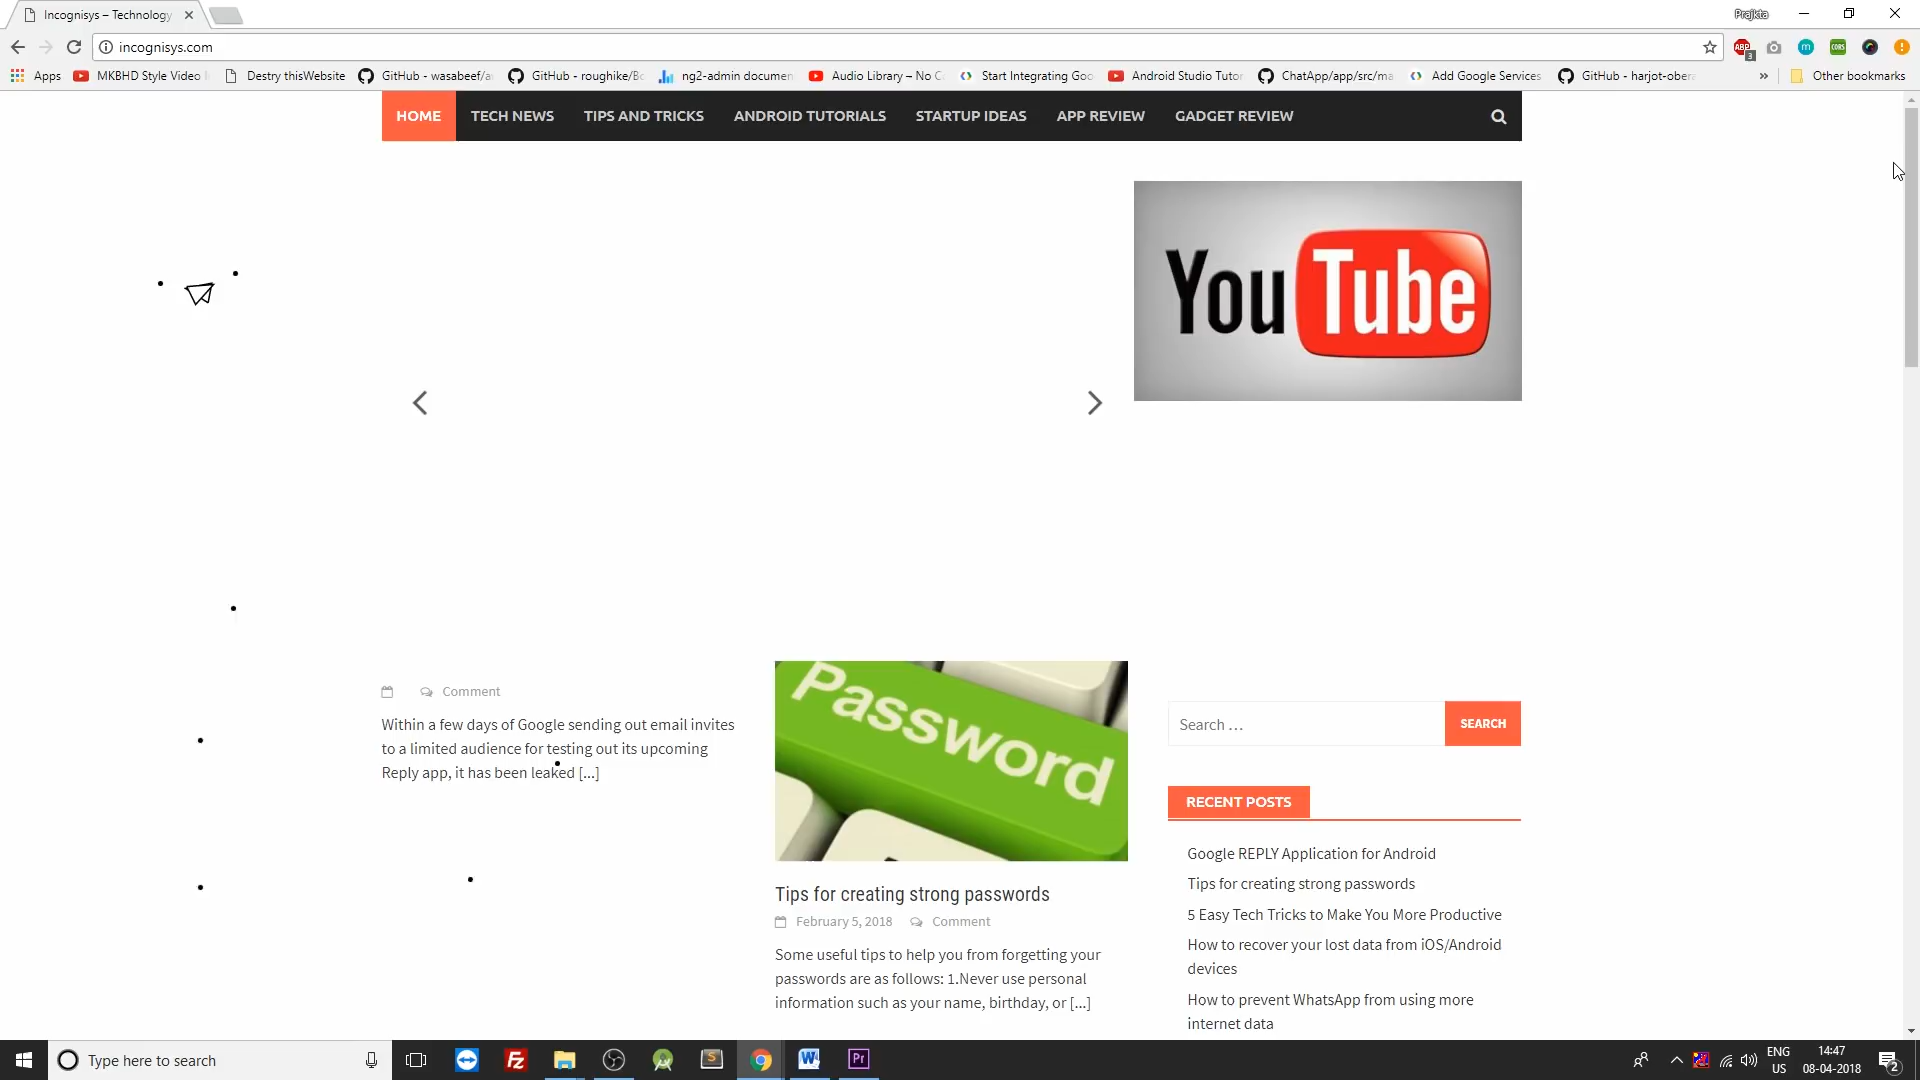 Incognisys – Technology
Prajkta
incognisys.com
ABP
3
m
CORS
Apps
MKBHD Style Video
Destry thisWebsite
GitHub - wasabeef/a
GitHub - roughike/Bo
ng2-admin documen
Audio Library – No C
Start Integrating Goo
Android Studio Tutor
ChatApp/app/src/ma
Add Google Services
GitHub - harjot-obera
»
Other bookmarks
HOME
TECH NEWS
TIPS AND TRICKS
ANDROID TUTORIALS
STARTUP IDEAS
APP REVIEW
GADGET REVIEW
YouTube
Comment
Within a few days of Google sending out email invites
to a limited audience for testing out its upcoming
Reply app, it has been leaked [...]
Password
Tips for creating strong passwords
February 5, 2018
Comment
Some useful tips to help you from forgetting your
passwords are as follows: 1.Never use personal
information such as your name, birthday, or [...]
Search …
SEARCH
RECENT POSTS
Google REPLY Application for Android
Tips for creating strong passwords
5 Easy Tech Tricks to Make You More Productive
How to recover your lost data from iOS/Android
devices
How to prevent WhatsApp from using more
internet data
Type here to search
Fz
S
W
Pr
ENG
US
14:47
08-04-2018
2